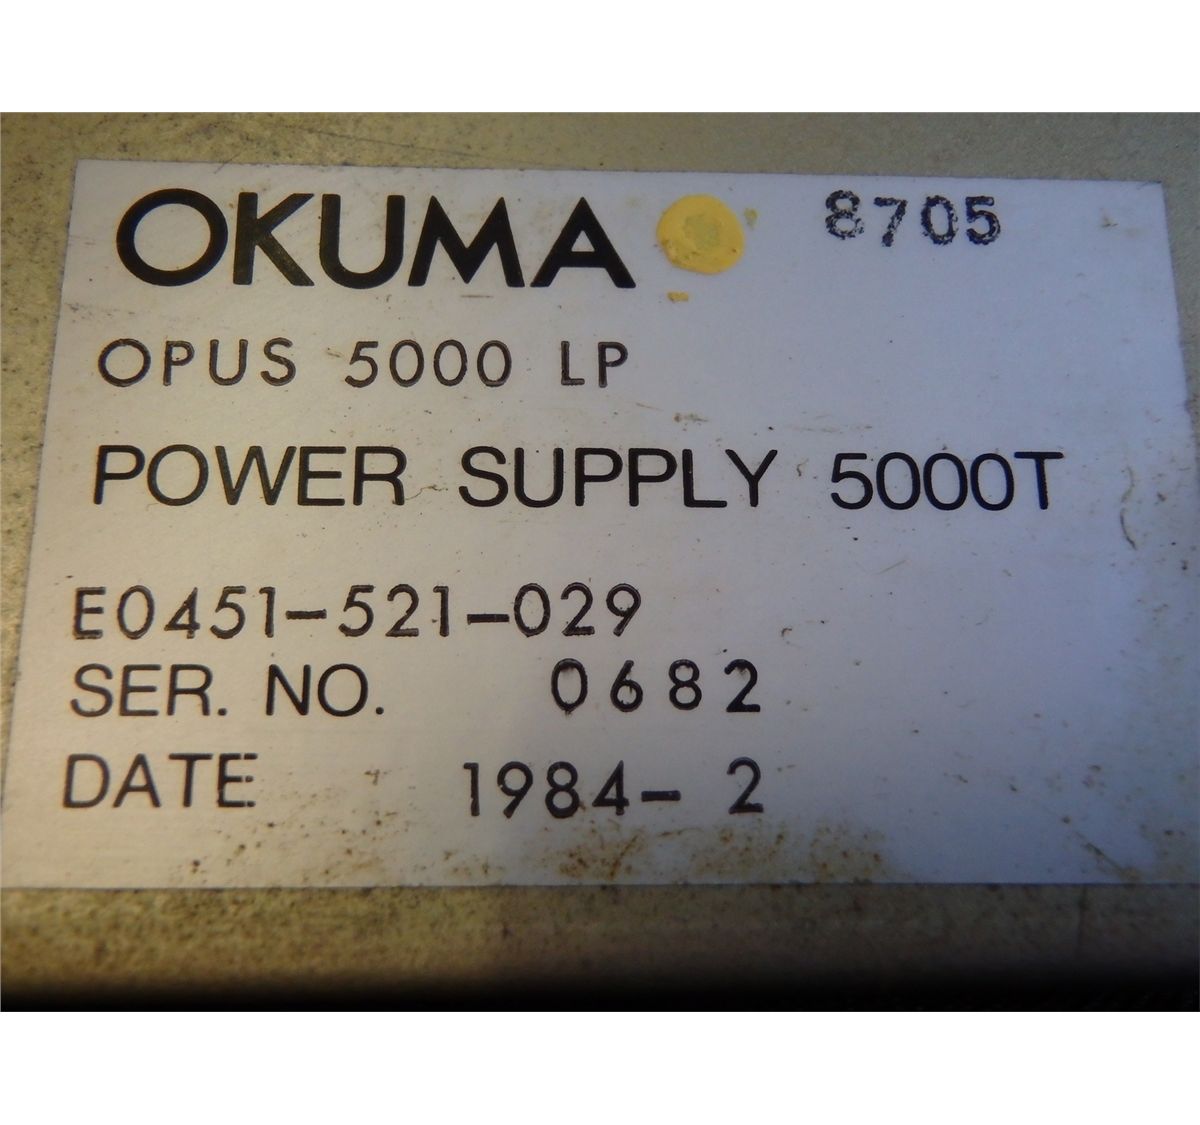 OKUMA 8705
OPUS 5000 LP
POWER SUPPLY 5000T
E0451-521-029
SER. NO. 0682
DATE 1984- 2